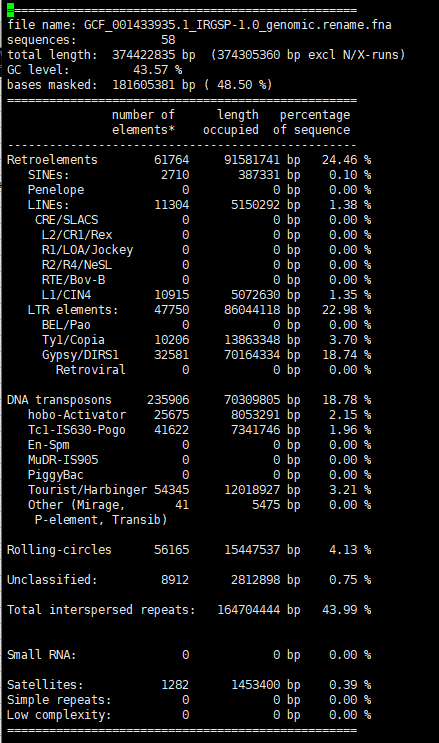 ==================================================
file name: GCF_001433935.1_IRGSP-1.0_genomic.rename.fna
sequences:            58
total length:  374422835 bp  (374305360 bp excl N/X-runs)
GC level:         43.57 %
bases masked:  181605381 bp ( 48.50 %)
==================================================
               number of      length   percentage
               elements*    occupied  of sequence
--------------------------------------------------
Retroelements        61764     91581741 bp   24.46 %
   SINEs:             2710       387331 bp    0.10 %
   Penelope              0            0 bp    0.00 %
   LINEs:            11304      5150292 bp    1.38 %
    CRE/SLACS            0            0 bp    0.00 %
     L2/CR1/Rex          0            0 bp    0.00 %
     R1/LOA/Jockey       0            0 bp    0.00 %
     R2/R4/NeSL          0            0 bp    0.00 %
     RTE/Bov-B           0            0 bp    0.00 %
     L1/CIN4         10915      5072630 bp    1.35 %
   LTR elements:     47750     86044118 bp   22.98 %
     BEL/Pao             0            0 bp    0.00 %
     Ty1/Copia       10206     13863348 bp    3.70 %
     Gypsy/DIRS1     32581     70164334 bp   18.74 %
       Retroviral        0            0 bp    0.00 %

DNA transposons     235906     70309805 bp   18.78 %
   hobo-Activator    25675      8053291 bp    2.15 %
   Tc1-IS630-Pogo    41622      7341746 bp    1.96 %
   En-Spm                0            0 bp    0.00 %
   MuDR-IS905            0            0 bp    0.00 %
   PiggyBac              0            0 bp    0.00 %
   Tourist/Harbinger 54345     12018927 bp    3.21 %
   Other (Mirage,       41         5475 bp    0.00 %
    P-element, Transib)

Rolling-circles      56165     15447537 bp    4.13 %

Unclassified:         8912      2812898 bp    0.75 %

Total interspersed repeats:   164704444 bp   43.99 %


Small RNA:               0            0 bp    0.00 %

Satellites:           1282      1453400 bp    0.39 %
Simple repeats:          0            0 bp    0.00 %
Low complexity:          0            0 bp    0.00 %
==================================================